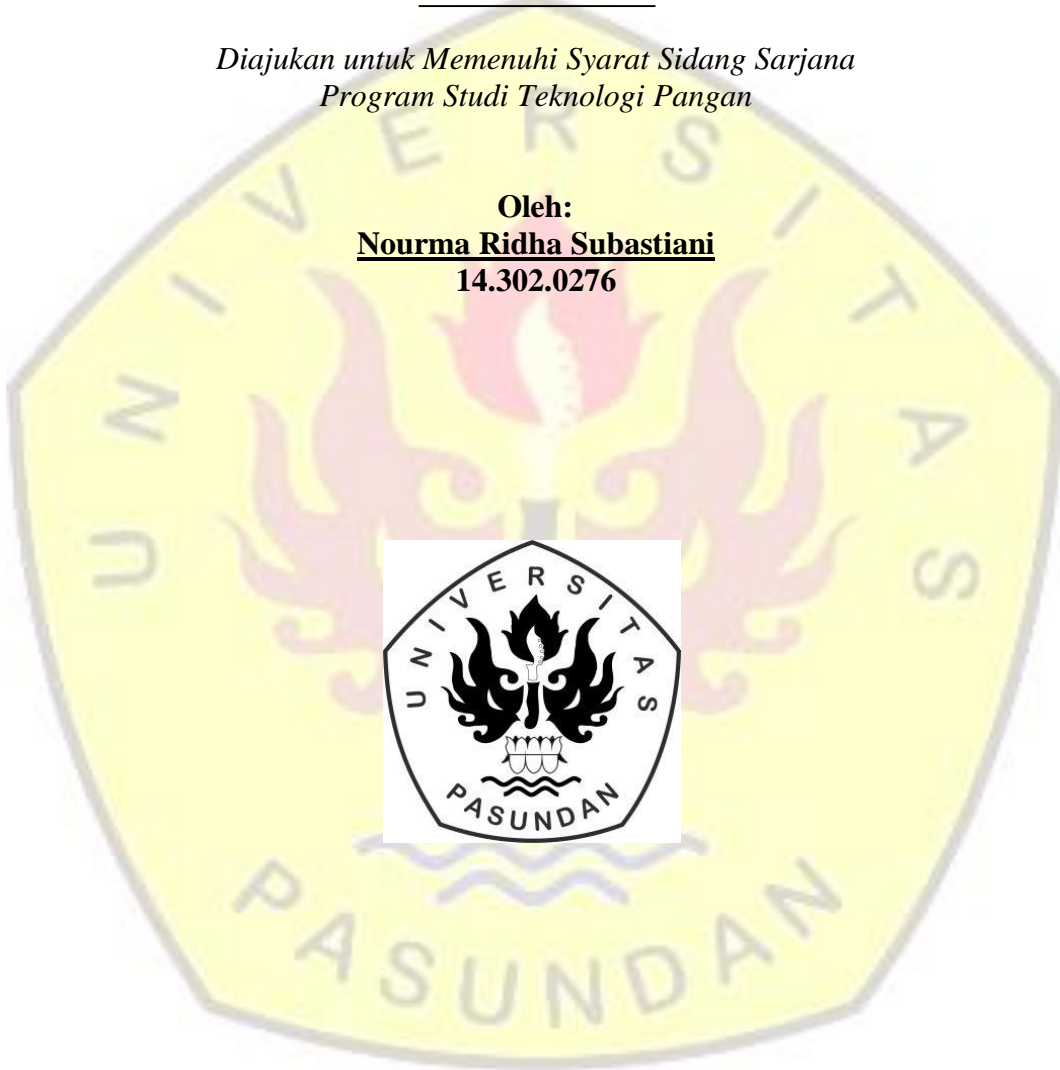 Diajukan untuk Memenuhi Syarat Sidang Sarjana
Program Studi Teknologi Pangan
Oleh:
Nourma Ridha Subastiani
14.302.0276
UNIVERSITAS
PASUNDAN
UNIVERSITAS
PASUNDAN